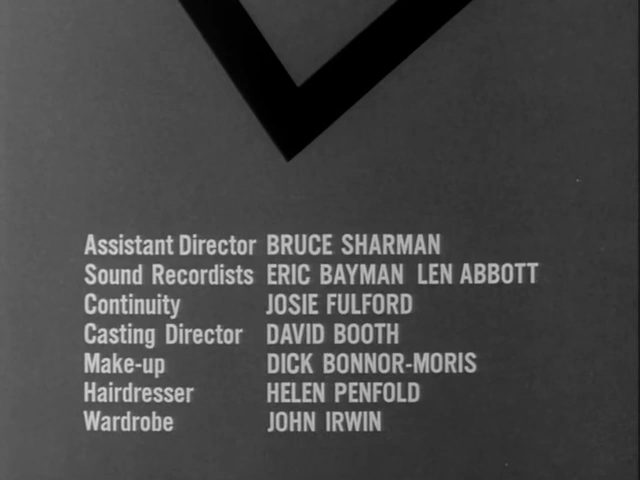 Assistant Director BRUCE SHARMAN
Sound Recordists ERIC BAYMAN LEN ABBOTT
Continuity JOSIE FULFORD
Casting Director DAVID BOOTH
Make-up DICK BONNOR-MORIS
Hairdresser HELEN PENFOLD
Wardrobe JOHN IRWIN